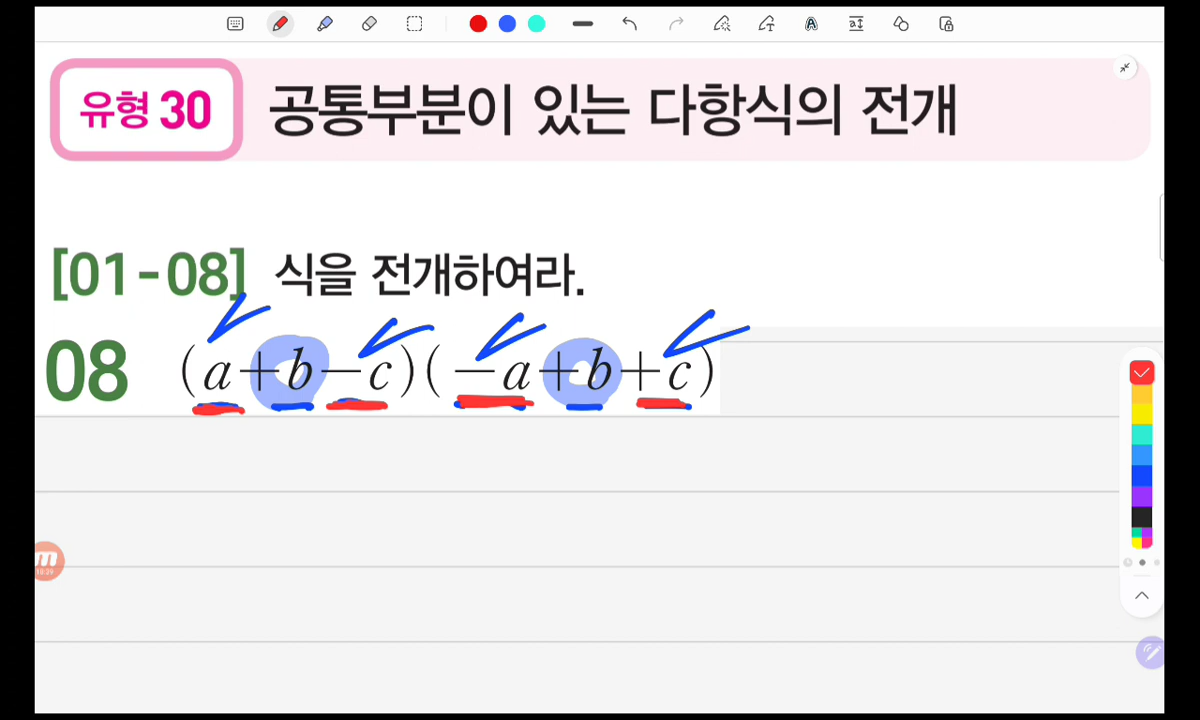 유형 30 공통부분이 있는 다항식의 전개
[01-08] 식을 전개하여라.
08 (a+b-c)(-a+b+c)